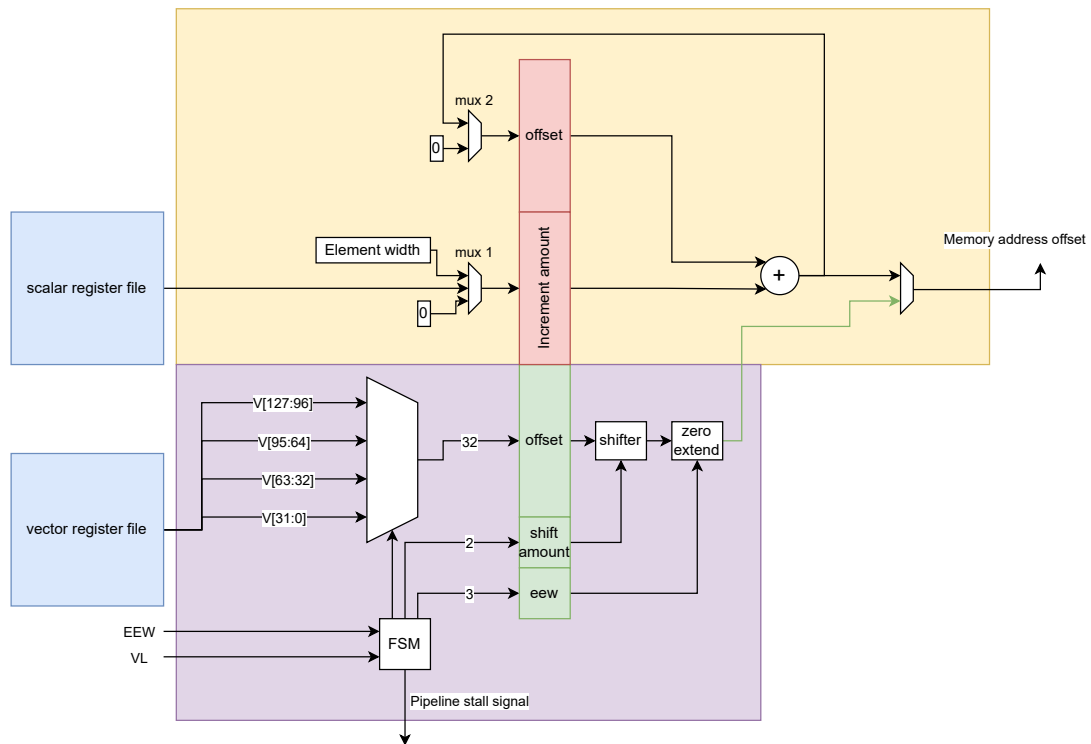 mux 2
offset
0
Element width
mux 1
Increment amount
+
Memory address offset
scalar register file
0
V[127:96]
V[95:64]
V[63:32]
V[31:0]
32
offset
shifter
zero
extend
vector register file
2
shift
amount
3
eew
EEW
VL
FSM
Pipeline stall signal